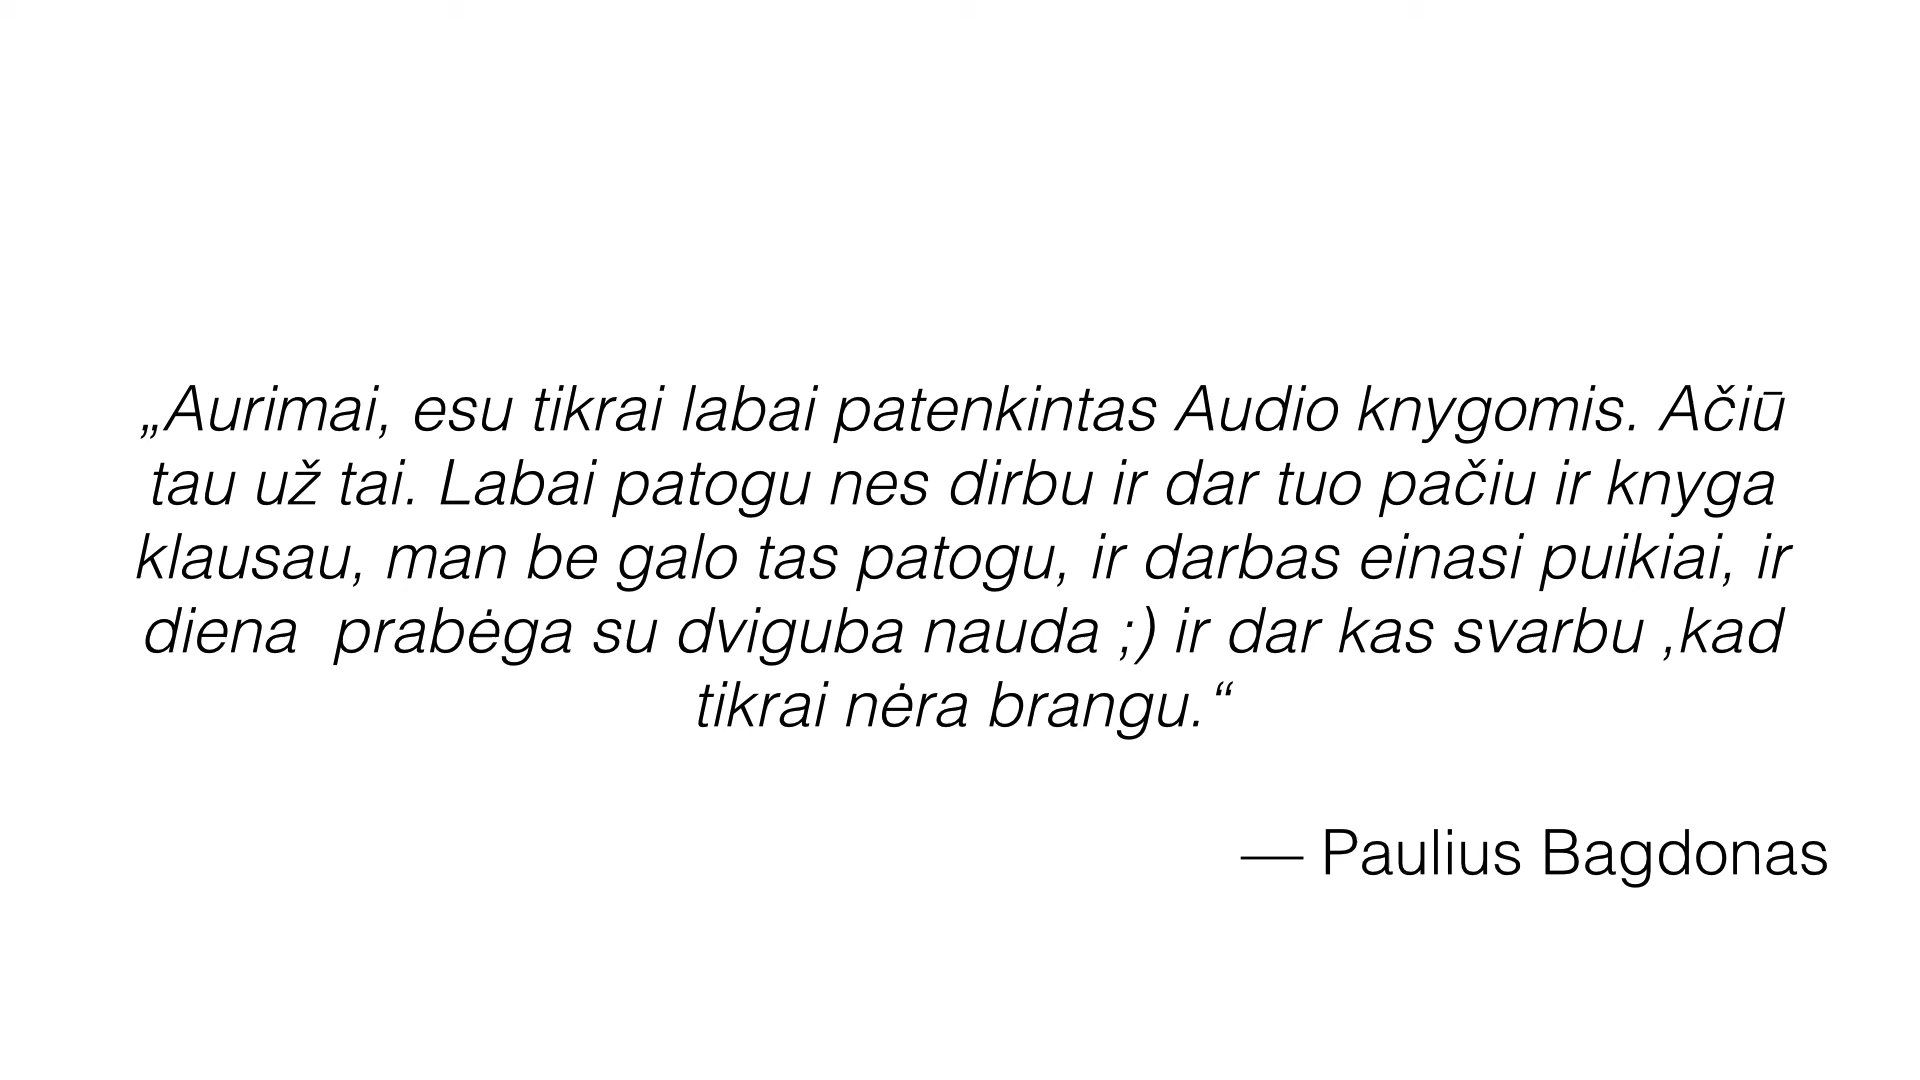 „Aurimai, esu tikrai labai patenkintas Audio knygomis. Ačiū
tau už tai. Labai patogu nes dirbu ir dar tuo pačiu ir knyga
klausau, man be galo tas patogu, ir darbas einasi puikiai, ir
diena  prabėga su dviguba nauda ;) ir dar kas svarbu ,kad
tikrai nėra brangu.“
— Paulius Bagdonas